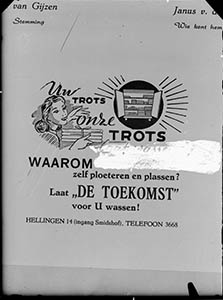 van Gijzen
Stemming
Janus v.
Wie kent hem
Uw
TROTS
onze
TROTS
WAAROM
zelf ploeteren en plassen?
Laat „DE TOEKOMST”
voor U wassen!
HELLINGEN 14 (ingang Smidshof), TELEFOON 3668